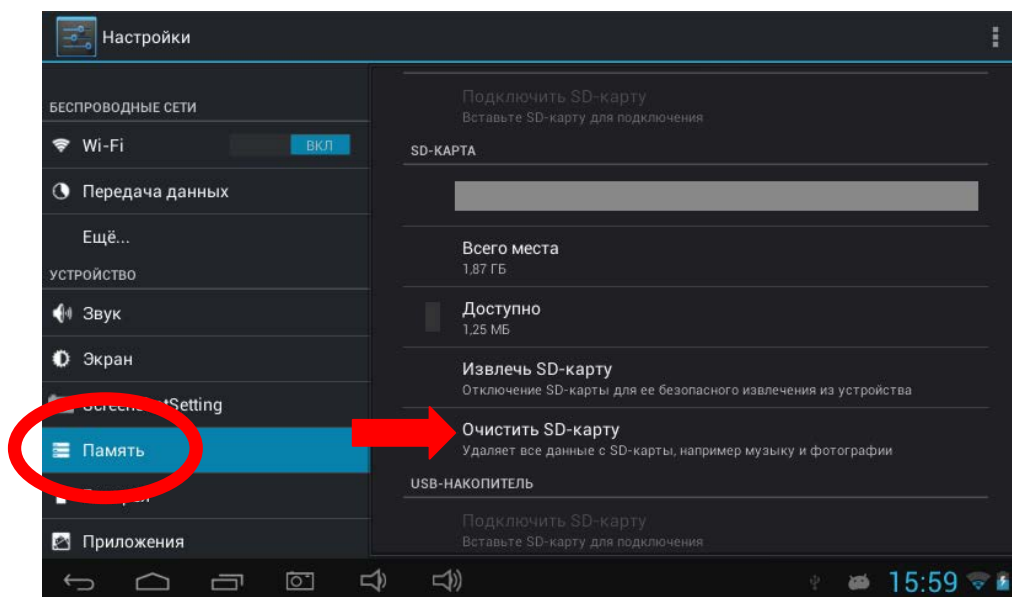 Настройки
БЕСПРОВОДНЫЕ СЕТИ
Wi-Fi
ВКЛ
Передача данных
Ещё...
УСТРОЙСТВО
Звук
Экран
ScreenshotSetting
Память
Приложения
Подключить SD-карту
Вставьте SD-карту для подключения
SD-КАРТА
Всего места
1,87 ГБ
Доступно
1,25 МБ
Извлечь SD-карту
Отключение SD-карты для ее безопасного извлечения из устройства
Очистить SD-карту
Удаляет все данные с SD-карты, например музыку и фотографии
USB-НАКОПИТЕЛЬ
Подключить SD-карту
Вставьте SD-карту для подключения
15:59